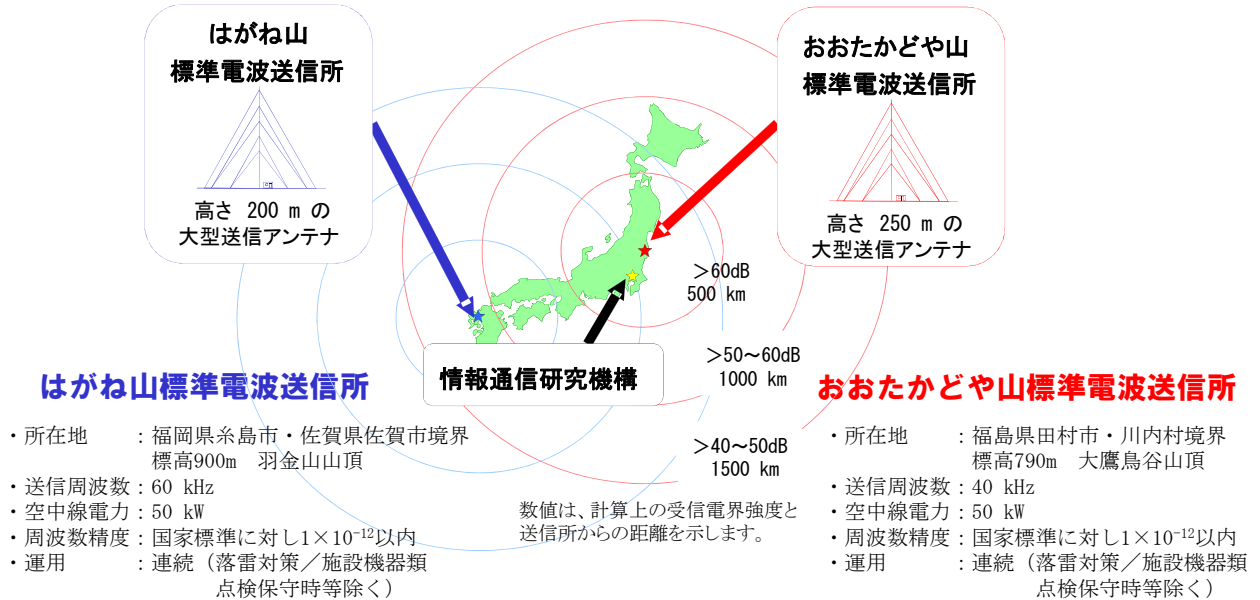 はがね山
標準電波送信所
高さ 200 m の
大型送信アンテナ
おおたかどや山
標準電波送信所
高さ 250 m の
大型送信アンテナ
>60dB
500 km
>50~60dB
1000 km
>40~50dB
1500 km
情報通信研究機構
数値は、計算上の受信電界強度と
送信所からの距離を示します。
はがね山標準電波送信所
・所在地　　:福岡県糸島市・佐賀県佐賀市境界
標高900m　羽金山山頂
・送信周波数:60 kHz
・空中線電力:50 kW
・周波数精度:国家標準に対し1×10⁻¹²以内
・運用　　　:連続(落雷対策/施設機器類
点検保守時等除く)
おおたかどや山標準電波送信所
・所在地　　:福島県田村市・川内村境界
標高790m　大鷹鳥谷山頂
・送信周波数:40 kHz
・空中線電力:50 kW
・周波数精度:国家標準に対し1×10⁻¹²以内
・運用　　　:連続(落雷対策/施設機器類
点検保守時等除く)